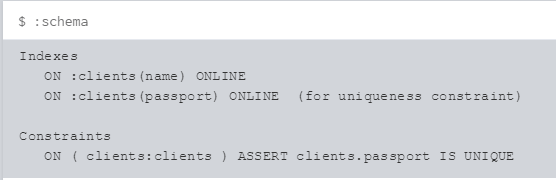 $ :schema
Indexes
ON :clients(name) ONLINE
ON :clients(passport) ONLINE (for uniqueness constraint)
Constraints
ON ( clients:clients ) ASSERT clients.passport IS UNIQUE